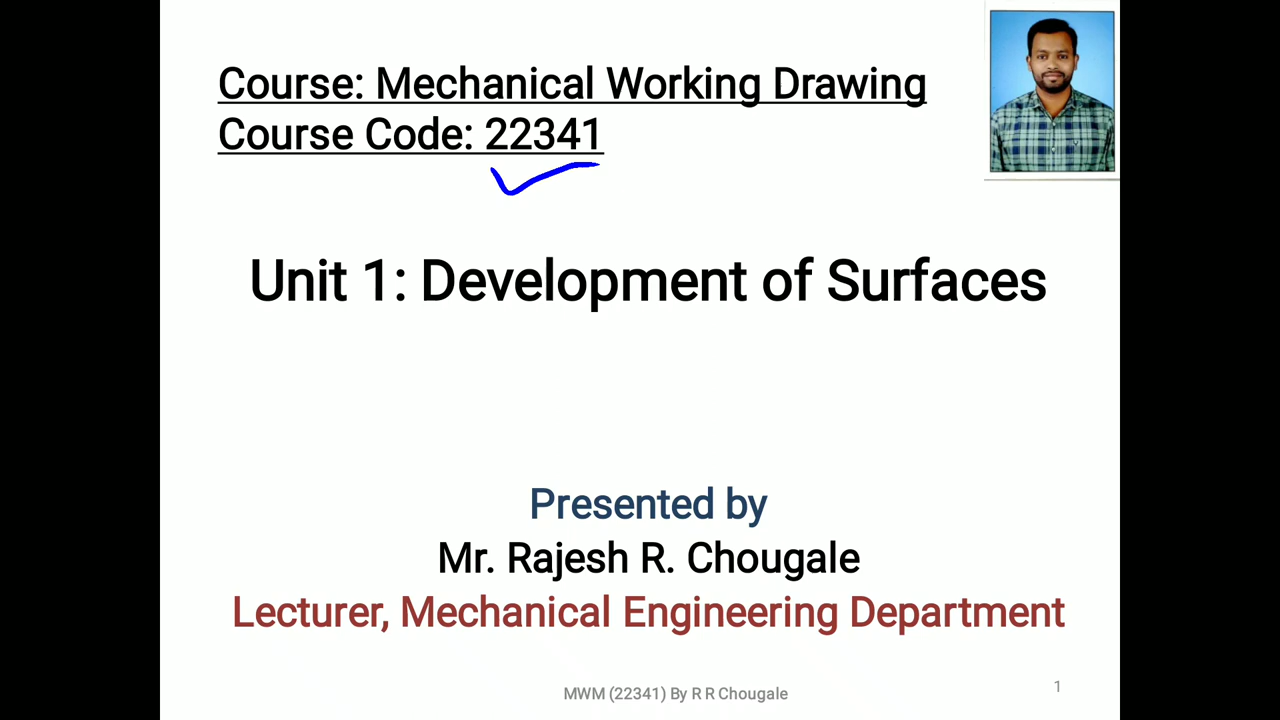 Course: Mechanical Working Drawing
Course Code: 22341
Unit 1: Development of Surfaces
Presented by
Mr. Rajesh R. Chougale
Lecturer, Mechanical Engineering Department
MWM (22341) By R R Chougale
1